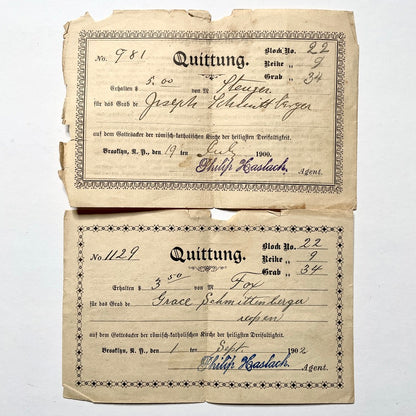 No. 981 Quittung. Block No. 22
Reihe „ 9
Grab „ 34
Erhalten $ 5.00 von M Stenger
für das Grab de Joseph Schmittberger
auf dem Gottesacker der römisch-katholischen Kirche der heiligsten Dreifaltigkeit.
Brooklyn, N. Y., den 19 ten July 1900.
Philip Haslach, Agent.
No. 1129 Quittung. Block No. 22
Reihe „ 9
Grab „ 34
Erhalten $ 3.50 von M Fox
für das Grab de Grace Schmittenberger
auf dem Gottesacker der römisch-katholischen Kirche der heiligsten Dreifaltigkeit.
Brooklyn, N. Y., den 1 ten Sept 1902
Philip Haslach, Agent.